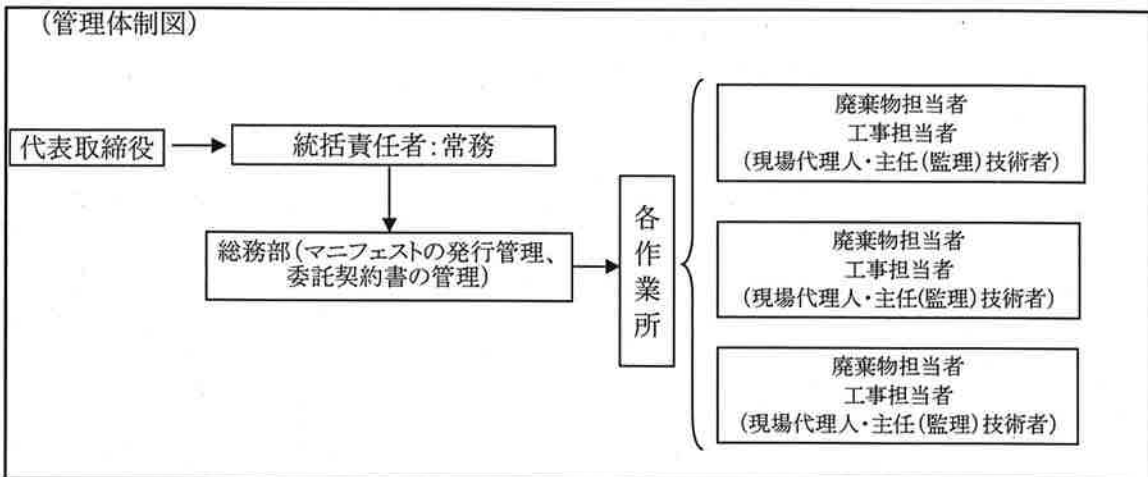 (管理体制図)
代表取締役
統括責任者:常務
総務部(マニフェストの発行管理、
委託契約書の管理)
各作業所
廃棄物担当者
工事担当者
(現場代理人・主任(監理)技術者)
廃棄物担当者
工事担当者
(現場代理人・主任(監理)技術者)
廃棄物担当者
工事担当者
(現場代理人・主任(監理)技術者)